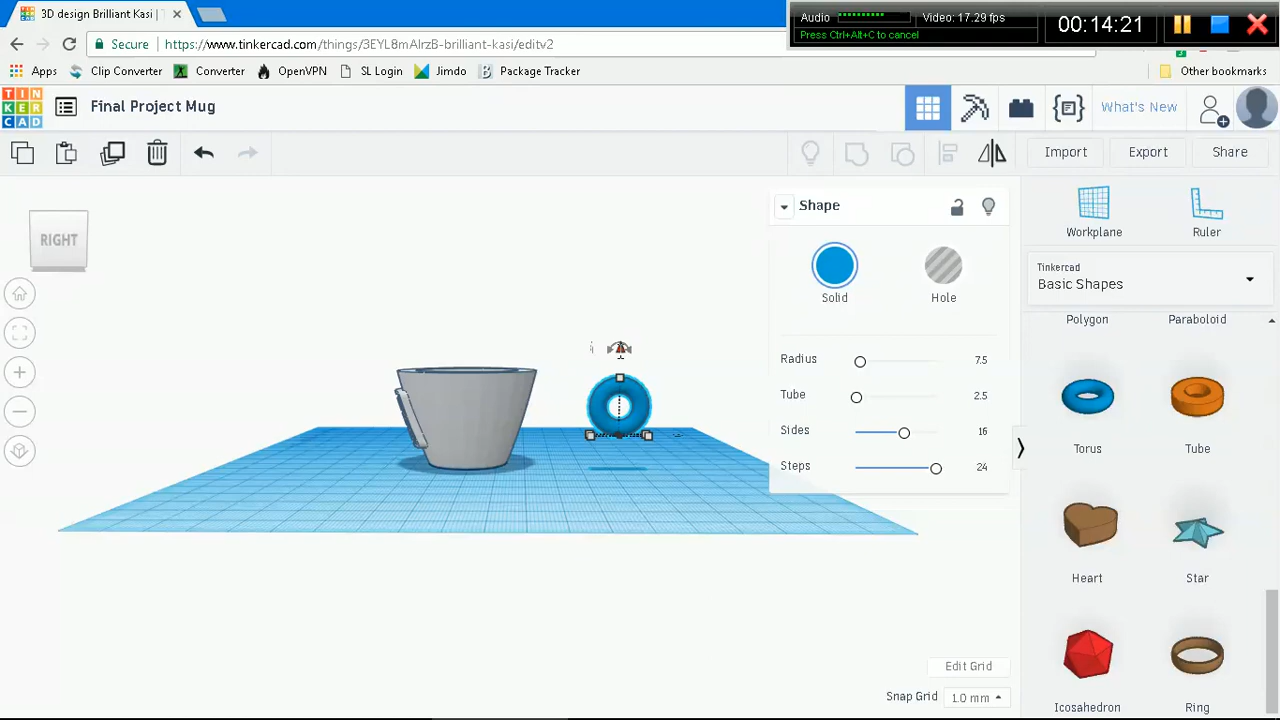 3D design Brilliant Kasi | T
Audio
Video: 17.29 fps
Press Ctrl+Alt+C to cancel
00:14:21
Secure
https://www.tinkercad.com/things/3EYL8mAlrzB-brilliant-kasi/editv2
Apps
Clip Converter
Converter
OpenVPN
SL Login
Jimdo
Package Tracker
Other bookmarks
TIN
KER
CAD
Final Project Mug
What's New
Import
Export
Share
RIGHT
Shape
Solid
Hole
Radius
7.5
Tube
2.5
Sides
16
Steps
24
Workplane
Ruler
Tinkercad
Basic Shapes
Polygon
Paraboloid
Torus
Tube
Heart
Star
Icosahedron
Ring
Edit Grid
Snap Grid
1.0 mm